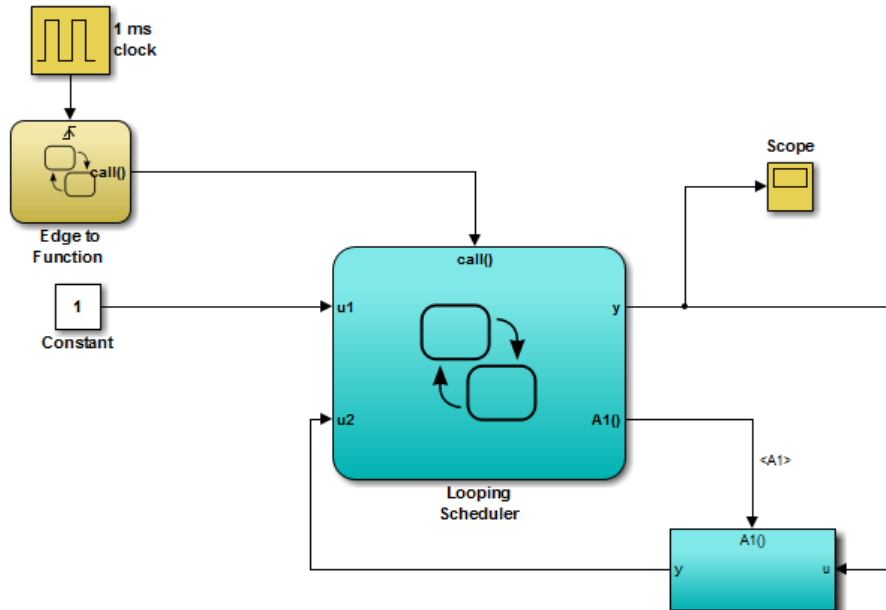 1 ms
clock
call()
Edge to
Function
Scope
call()
1
Constant
u1
y
u2
A1()
<A1>
Looping
Scheduler
A1()
y
u